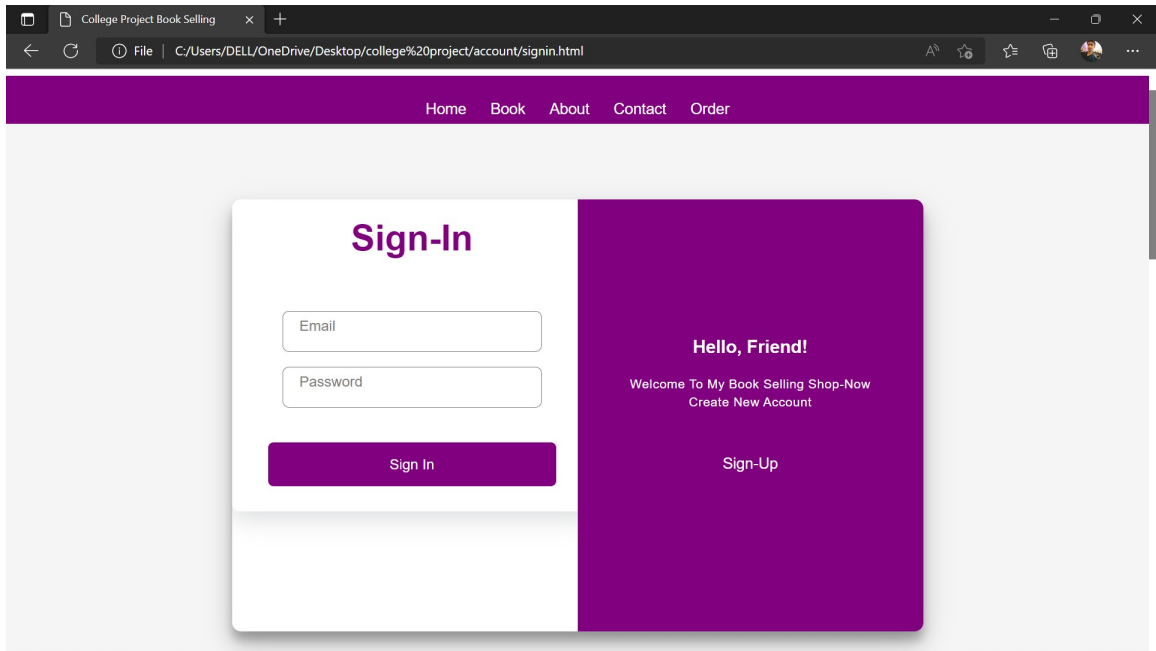 College Project Book Selling
File | C:/Users/DELL/OneDrive/Desktop/college%20project/account/signin.html
Home Book About Contact Order
Sign-In
Email
Password
Sign In
Hello, Friend!
Welcome To My Book Selling Shop-Now
Create New Account
Sign-Up